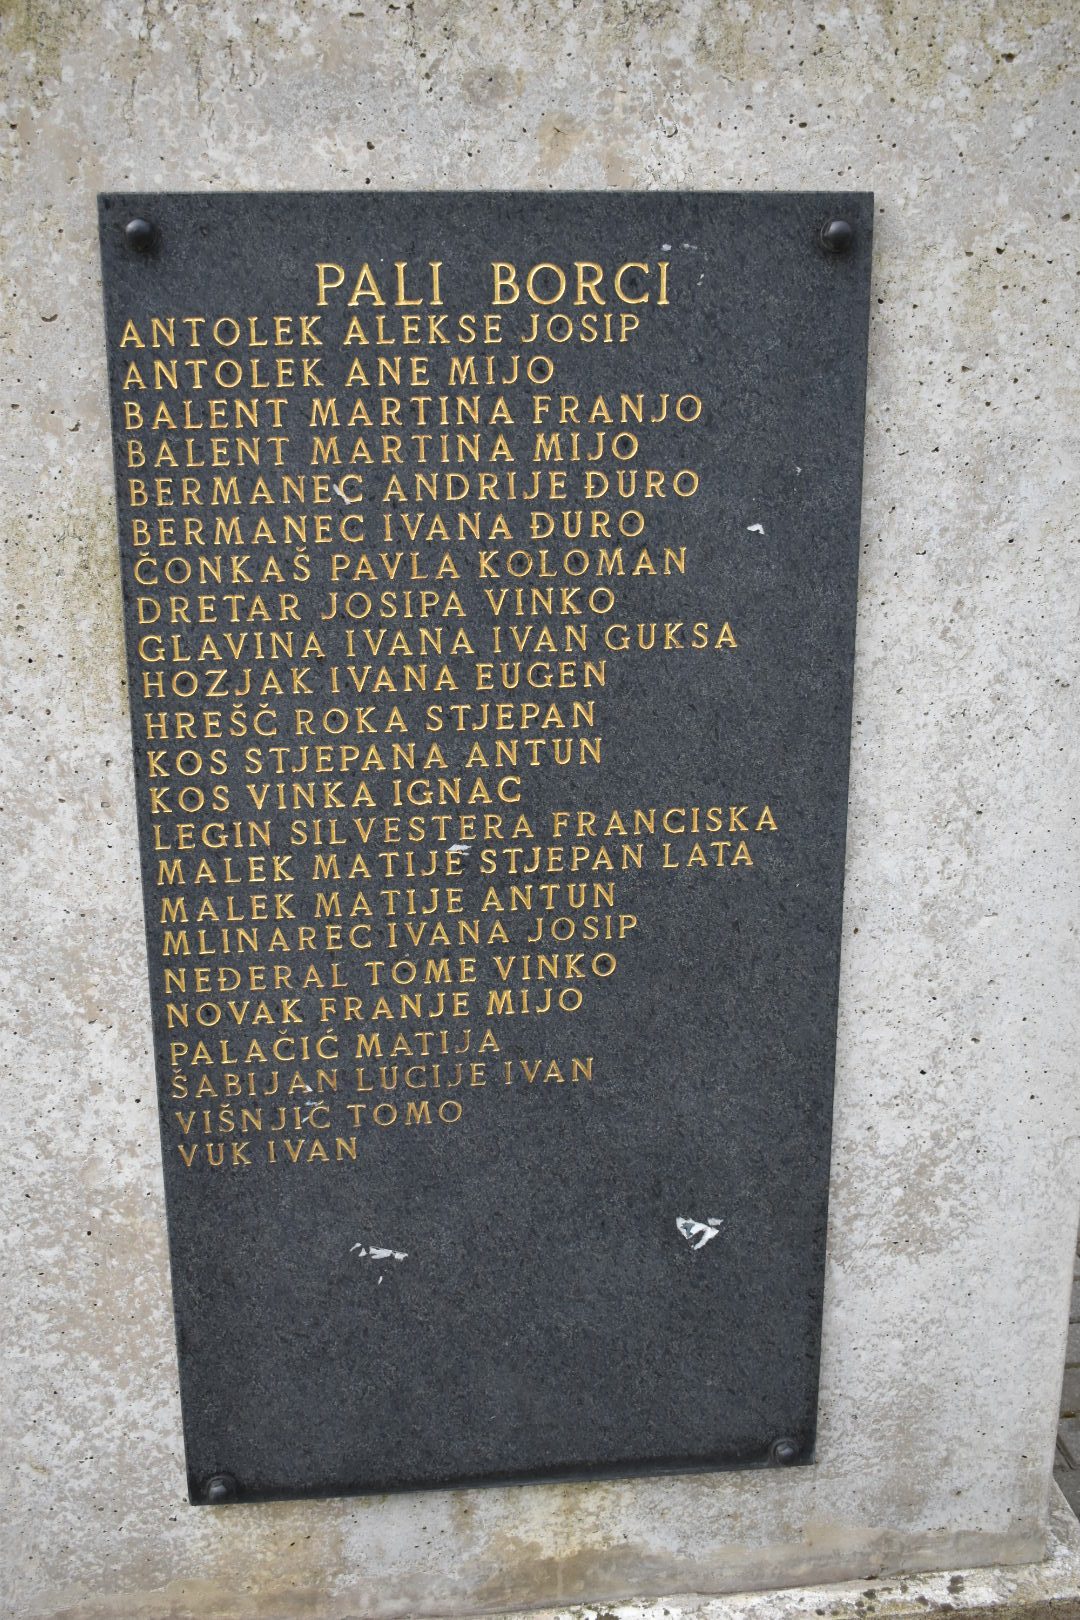 PALI BORCI
ANTOLEK ALEKSE JOSIP
ANTOLEK ANE MIJO
BALENT MARTINA FRANJO
BALENT MARTINA MIJO
BERMANEC ANDRIJE ĐURO
BERMANEC IVANA ĐURO
ČONKAŠ PAVLA KOLOMAN
DRETAR JOSIPA VINKO
GLAVINA IVANA IVAN GUKSA
HOZJAK IVANA EUGEN
HREŠČ ROKA STJEPAN
KOS STJEPANA ANTUN
KOS VINKA IGNAC
LEGIN SILVESTERA FRANCISKA
MALEK MATIJE STJEPAN LATA
MALEK MATIJE ANTUN
MLINAREC IVANA JOSIP
NEĐERAL TOME VINKO
NOVAK FRANJE MIJO
PALAČIĆ MATIJA
ŠABIJAN LUCIJE IVAN
VIŠNJIĆ TOMO
VUK IVAN